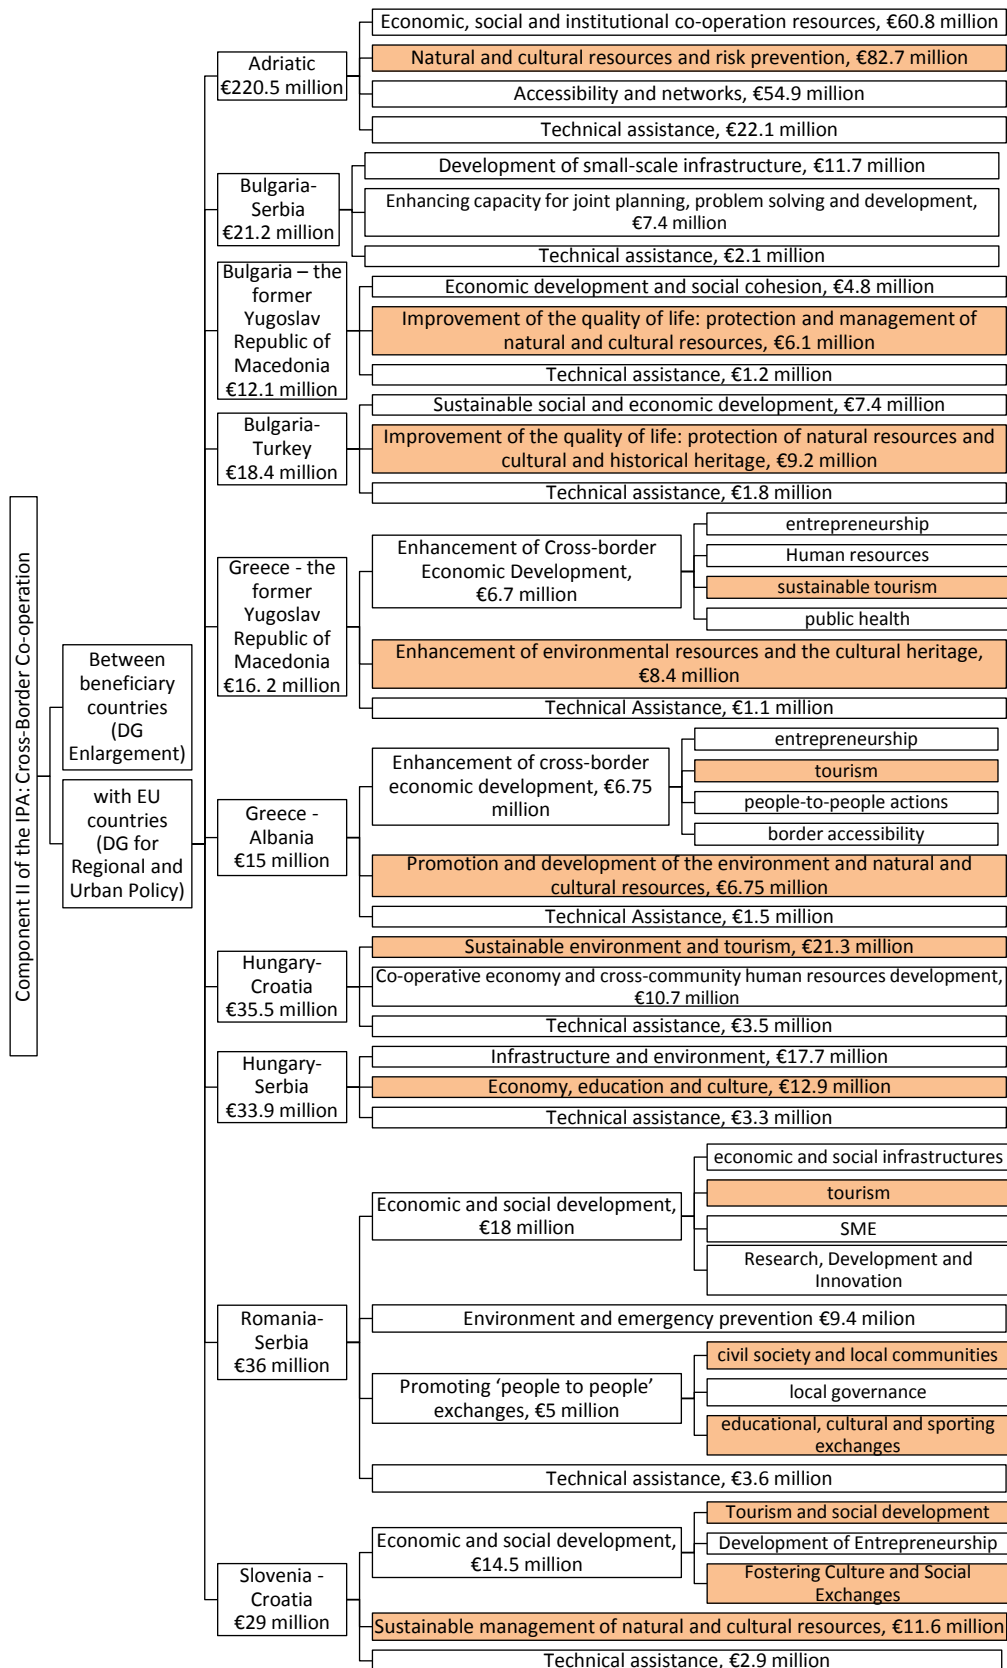 Component II of the IPA: Cross-Border Co-operation
Between
beneficiary
countries
(DG
Enlargement)
with EU
countries
(DG for
Regional and
Urban Policy)
Adriatic
€220.5 million
Economic, social and institutional co-operation resources, €60.8 million
Natural and cultural resources and risk prevention, €82.7 million
Accessibility and networks, €54.9 million
Technical assistance, €22.1 million
Bulgaria-
Serbia
€21.2 million
Development of small-scale infrastructure, €11.7 million
Enhancing capacity for joint planning, problem solving and development,
€7.4 million
Technical assistance, €2.1 million
Bulgaria – the
former
Yugoslav
Republic of
Macedonia
€12.1 million
Economic development and social cohesion, €4.8 million
Improvement of the quality of life: protection and management of
natural and cultural resources, €6.1 million
Technical assistance, €1.2 million
Bulgaria-
Turkey
€18.4 million
Sustainable social and economic development, €7.4 million
Improvement of the quality of life: protection of natural resources and
cultural and historical heritage, €9.2 million
Technical assistance, €1.8 million
Greece - the
former
Yugoslav
Republic of
Macedonia
€16. 2 million
Enhancement of Cross-border
Economic Development,
€6.7 million
entrepreneurship
Human resources
sustainable tourism
public health
Enhancement of environmental resources and the cultural heritage,
€8.4 million
Technical Assistance, €1.1 million
Greece -
Albania
€15 million
Enhancement of cross-border
economic development, €6.75
million
entrepreneurship
tourism
people-to-people actions
border accessibility
Promotion and development of the environment and natural and
cultural resources, €6.75 million
Technical Assistance, €1.5 million
Hungary-
Croatia
€35.5 million
Sustainable environment and tourism, €21.3 million
Co-operative economy and cross-community human resources development,
€10.7 million
Technical assistance, €3.5 million
Hungary-
Serbia
€33.9 million
Infrastructure and environment, €17.7 million
Economy, education and culture, €12.9 million
Technical assistance, €3.3 million
Romania-
Serbia
€36 million
Economic and social development,
€18 million
economic and social infrastructures
tourism
SME
Research, Development and
Innovation
Environment and emergency prevention €9.4 milion
Promoting ‘people to people’
exchanges, €5 million
civil society and local communities
local governance
educational, cultural and sporting
exchanges
Technical assistance, €3.6 million
Slovenia -
Croatia
€29 million
Economic and social development,
€14.5 million
Tourism and social development
Development of Entrepreneurship
Fostering Culture and Social
Exchanges
Sustainable management of natural and cultural resources, €11.6 million
Technical assistance, €2.9 million